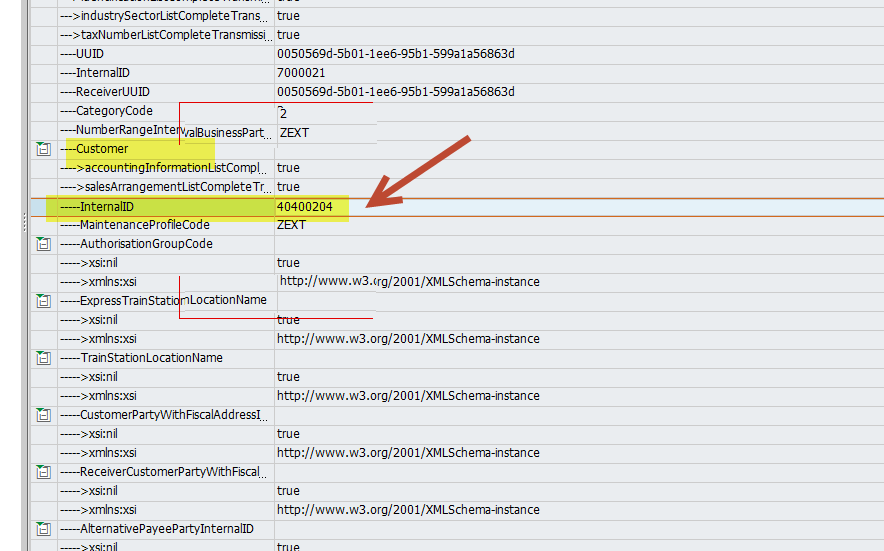 --->industrySectorListCompleteTrans... true
--->taxNumberListCompleteTransmissi... true
----UUID 0050569d-5b01-1ee6-95b1-599a1a56863d
----InternalID 7000021
----ReceiverUUID 0050569d-5b01-1ee6-95b1-599a1a56863d
----CategoryCode 2
----NumberRangeInter valBusinessPart... ZEXT
----Customer
---->accountingInformationListCompl... true
---->salesArrangementListCompleteTr... true
-----InternalID 40400204
-----MaintenanceProfileCode ZEXT
-----AuthorisationGroupCode
----->xsi:nil true
----->xmlns:xsi http://www.w3.org/2001/XMLSchema-instance
-----ExpressTrainStationLocationName
----->xsi:nil true
----->xmlns:xsi http://www.w3.org/2001/XMLSchema-instance
-----TrainStationLocationName
----->xsi:nil true
----->xmlns:xsi http://www.w3.org/2001/XMLSchema-instance
-----CustomerPartyWithFiscalAddressI...
----->xsi:nil true
----->xmlns:xsi http://www.w3.org/2001/XMLSchema-instance
-----ReceiverCustomerPartyWithFiscal...
----->xsi:nil true
----->xmlns:xsi http://www.w3.org/2001/XMLSchema-instance
-----AlternativePayeePartyInternalID
----->xsi:nil true